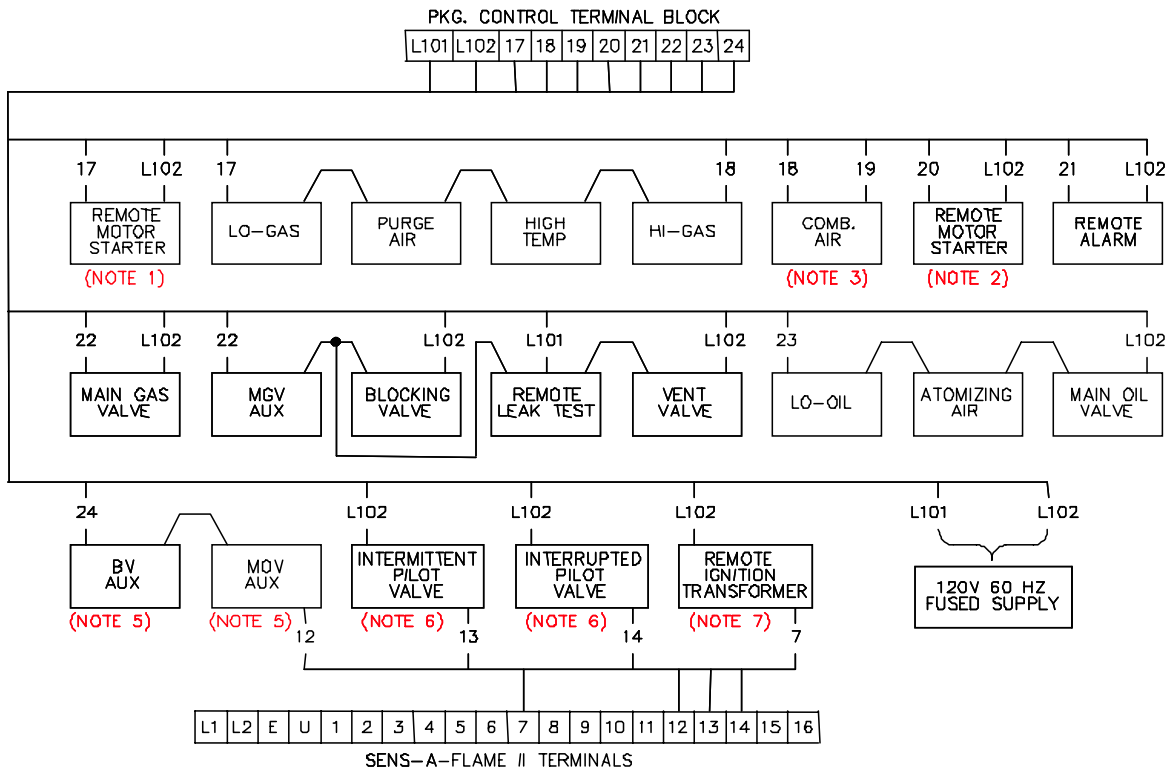 PKG. CONTROL TERMINAL BLOCK
L101 L102 17 18 19 20 21 22 23 24
17 L102 17 18 18 19 20 L102 21 L102
REMOTE MOTOR STARTER
(NOTE 1)
LO-GAS
PURGE AIR
HIGH TEMP
HI-GAS
COMB. AIR
(NOTE 3)
REMOTE MOTOR STARTER
(NOTE 2)
REMOTE ALARM
22 L102 22 L102 L101 L102 23 L102
MAIN GAS VALVE
MGV AUX
BLOCKING VALVE
REMOTE LEAK TEST
VENT VALVE
LO-OIL
ATOMIZING AIR
MAIN OIL VALVE
24 L102 L102 L102 L101 L102
BV AUX
(NOTE 5)
MOV AUX
(NOTE 5)
INTERMITTENT PILOT VALVE
(NOTE 6)
INTERRUPTED PILOT VALVE
(NOTE 6)
REMOTE IGNITION TRANSFORMER
(NOTE 7)
120V 60 HZ FUSED SUPPLY
12 13 14 7
L1 L2 E U 1 2 3 4 5 6 7 8 9 10 11 12 13 14 15 16
SENS-A-FLAME II TERMINALS